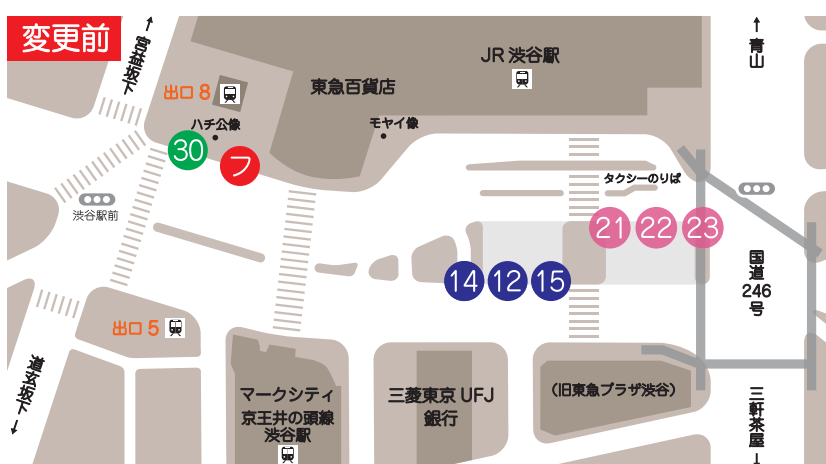 変更前
↑
宮益坂下
↑
青山
JR 渋谷駅
出口 8
東急百貨店
ハチ公像
モヤイ像
30
フ
タクシーのりば
渋谷駅前
21
22
23
国道
246
号
14
12
15
出口 5
道玄坂下
↓
マークシティ
京王井の頭線
渋谷駅
三菱東京 UFJ
銀行
(旧東急プラザ渋谷)
三軒茶屋
↓